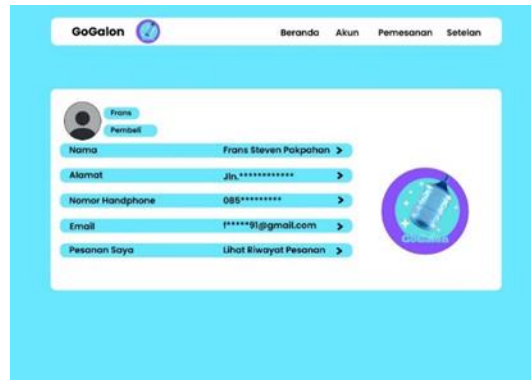 GoGalon Beranda Akun Pemesanan Setelan
Frans
Pembeli
Nama Frans Steven Pakpahan >
Alamat Jln.************ >
Nomor Handphone 085********* >
Email f*****91@gmail.com >
Pesanan Saya Lihat Riwayat Pesanan >
GoGalon